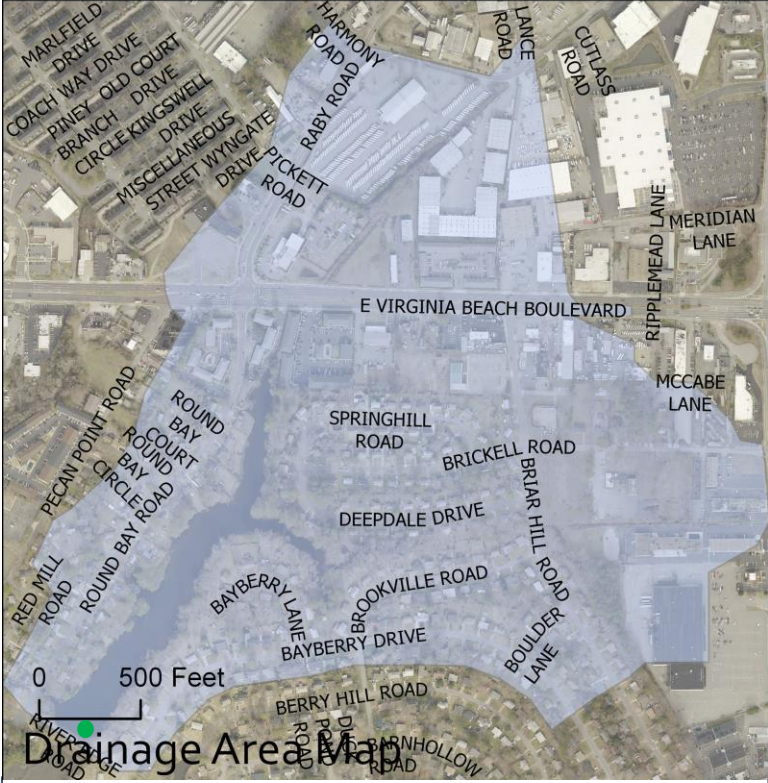 HARMONY
ROAD
LANCE
ROAD
CUTLASS
ROAD
MARLFIELD
DRIVE
COACH WAY DRIVE
PINEY OLD COURT
BRANCH DRIVE
CIRCLE KINGSWELL
DRIVE
MISCELLANEOUS
STREET WYNGATE
DRIVE
RABY ROAD
PICKETT
ROAD
MERIDIAN
LANE
RIPPLEMEAD LANE
E VIRGINIA BEACH BOULEVARD
MCCABE
LANE
PECAN POINT ROAD
ROUND
BAY
COURT
ROUND
BAY
CIRCLE
SPRINGHILL
ROAD
BRICKELL ROAD
ROUND BAY ROAD
DEEPDALE DRIVE
BRIAR HILL ROAD
RED MILL
ROAD
BAYBERRY LANE
BROOKVILLE ROAD
BAYBERRY DRIVE
BOULDER
LANE
0 500 Feet
BERRY HILL ROAD
ROAD
BARNHOLLOW
ROAD
ROAD
Drainage Area Map